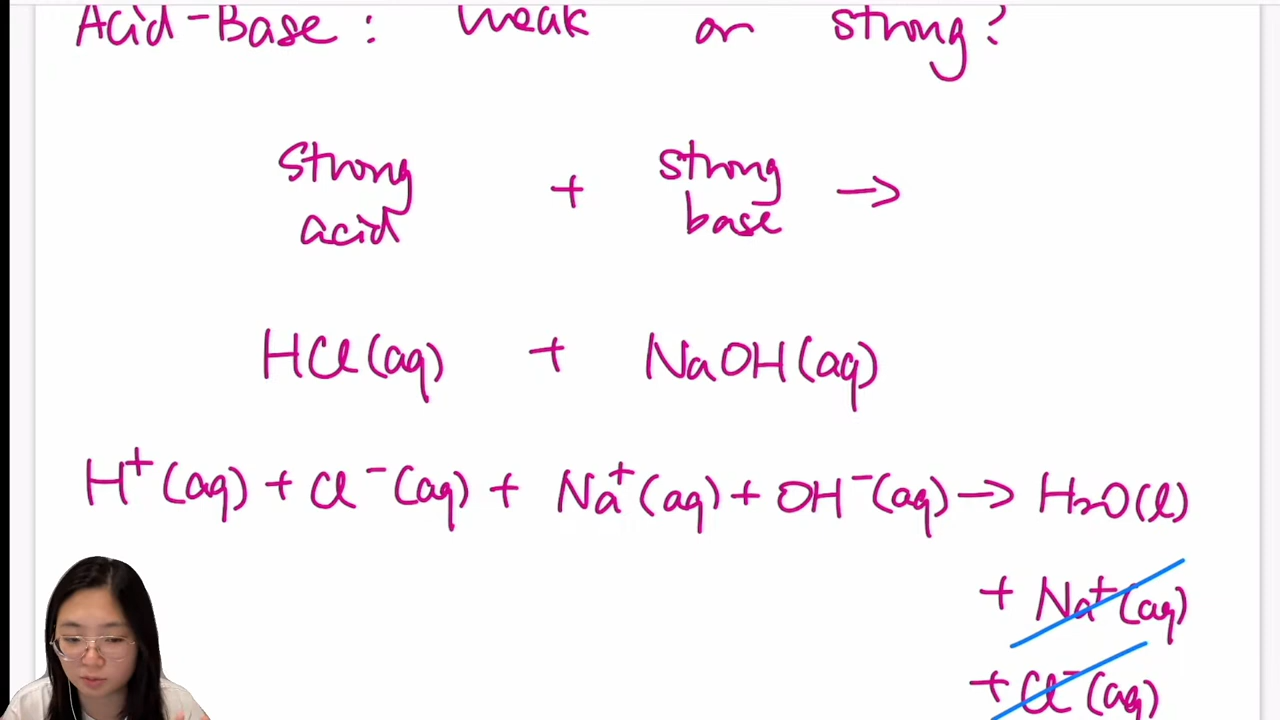 Acid-Base: weak or strong?
strong acid + strong base →
HCl(aq) + NaOH(aq)
H⁺(aq) + Cl⁻(aq) + Na⁺(aq) + OH⁻(aq) → H₂O(l)
+ Na⁺(aq)
+ Cl⁻(aq)